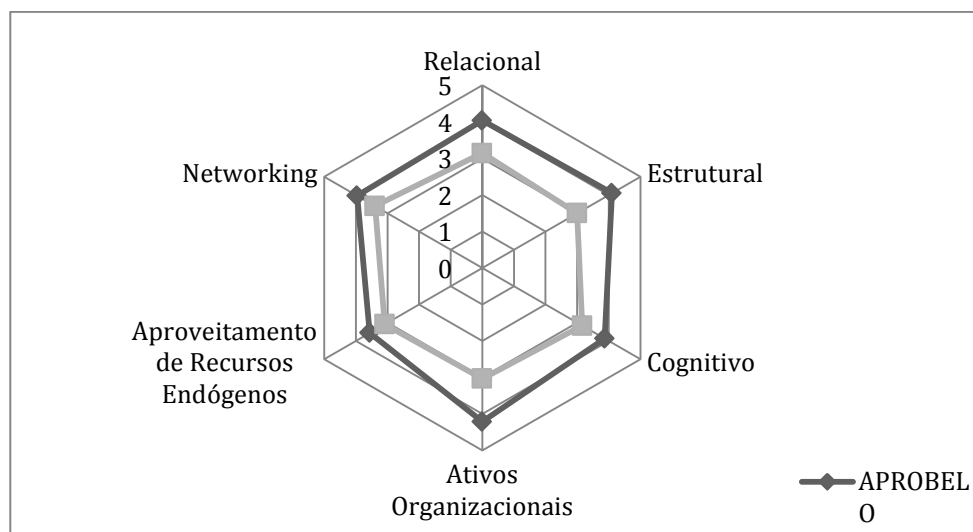 Relacional
5
4
3
2
1
0
Networking
Estrutural
Aproveitamento
de Recursos
Endógenos
Cognitivo
Ativos
Organizacionais
APROBEL
O